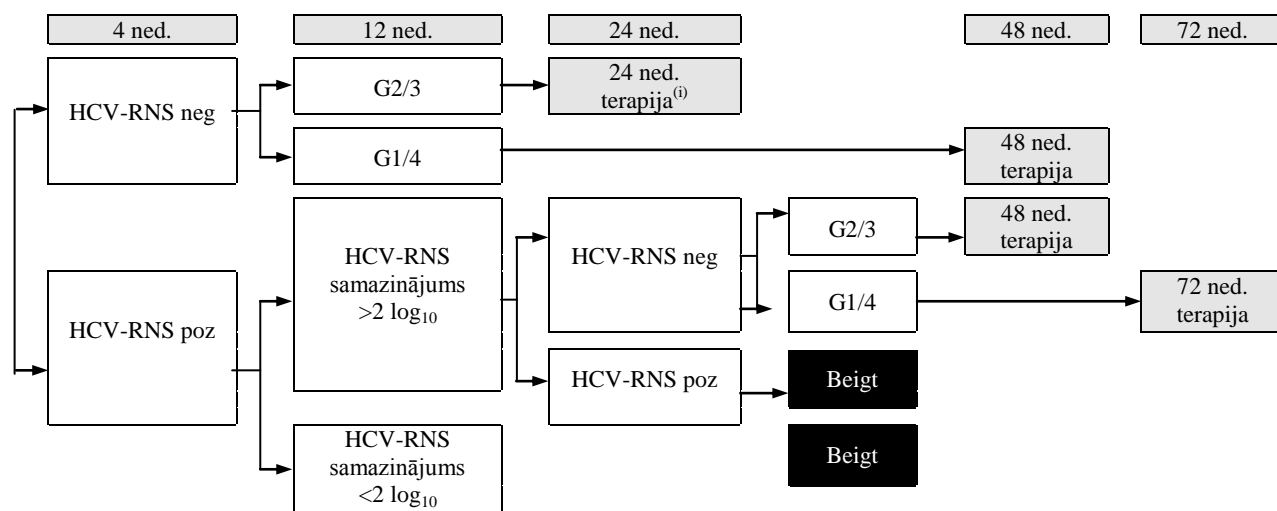 4 ned.
12 ned.
24 ned.
48 ned.
72 ned.
HCV-RNS neg
G2/3
24 ned.
terapija(i)
G1/4
48 ned.
terapija
HCV-RNS poz
HCV-RNS
samazinājums
>2 log₁₀
HCV-RNS neg
G2/3
48 ned.
terapija
G1/4
72 ned.
terapija
HCV-RNS poz
Beigt
HCV-RNS
samazinājums
<2 log₁₀
Beigt